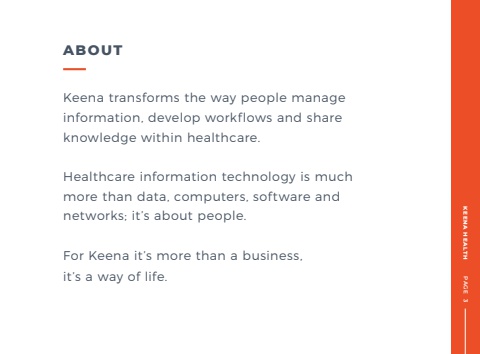 ABOUT
Keena transforms the way people manage
information, develop workflows and share
knowledge within healthcare.
Healthcare information technology is much
more than data, computers, software and
networks; it's about people.
For Keena it's more than a business,
it's a way of life.
KEENA HEALTH PAGE 3